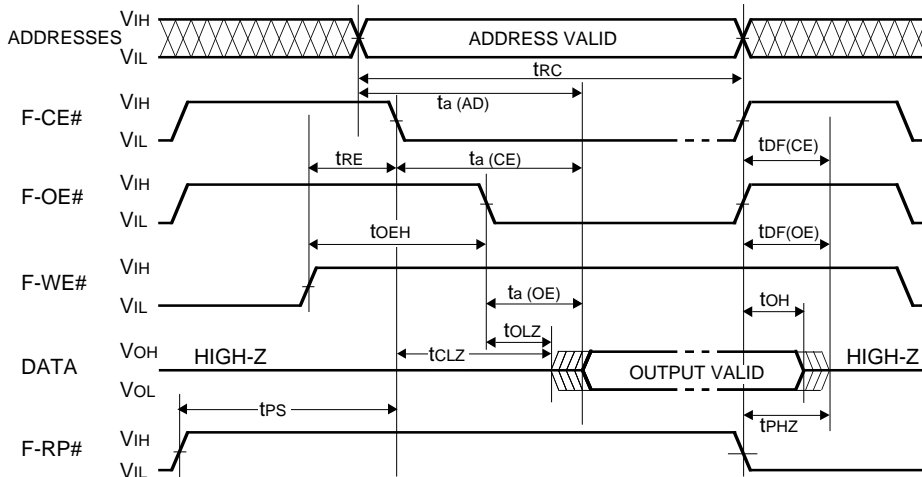 VIH
ADDRESSES
ADDRESS VALID
VIL
tRC
ta (AD)
VIH
F-CE#
VIL
tDF(CE)
tRE
ta (CE)
VIH
F-OE#
VIL
tOEH
tDF(OE)
VIH
F-WE#
VIL
ta (OE)
tOH
tOLZ
VOH
HIGH-Z
tCLZ
HIGH-Z
DATA
OUTPUT VALID
VOL
tPS
tPHZ
VIH
F-RP#
VIL